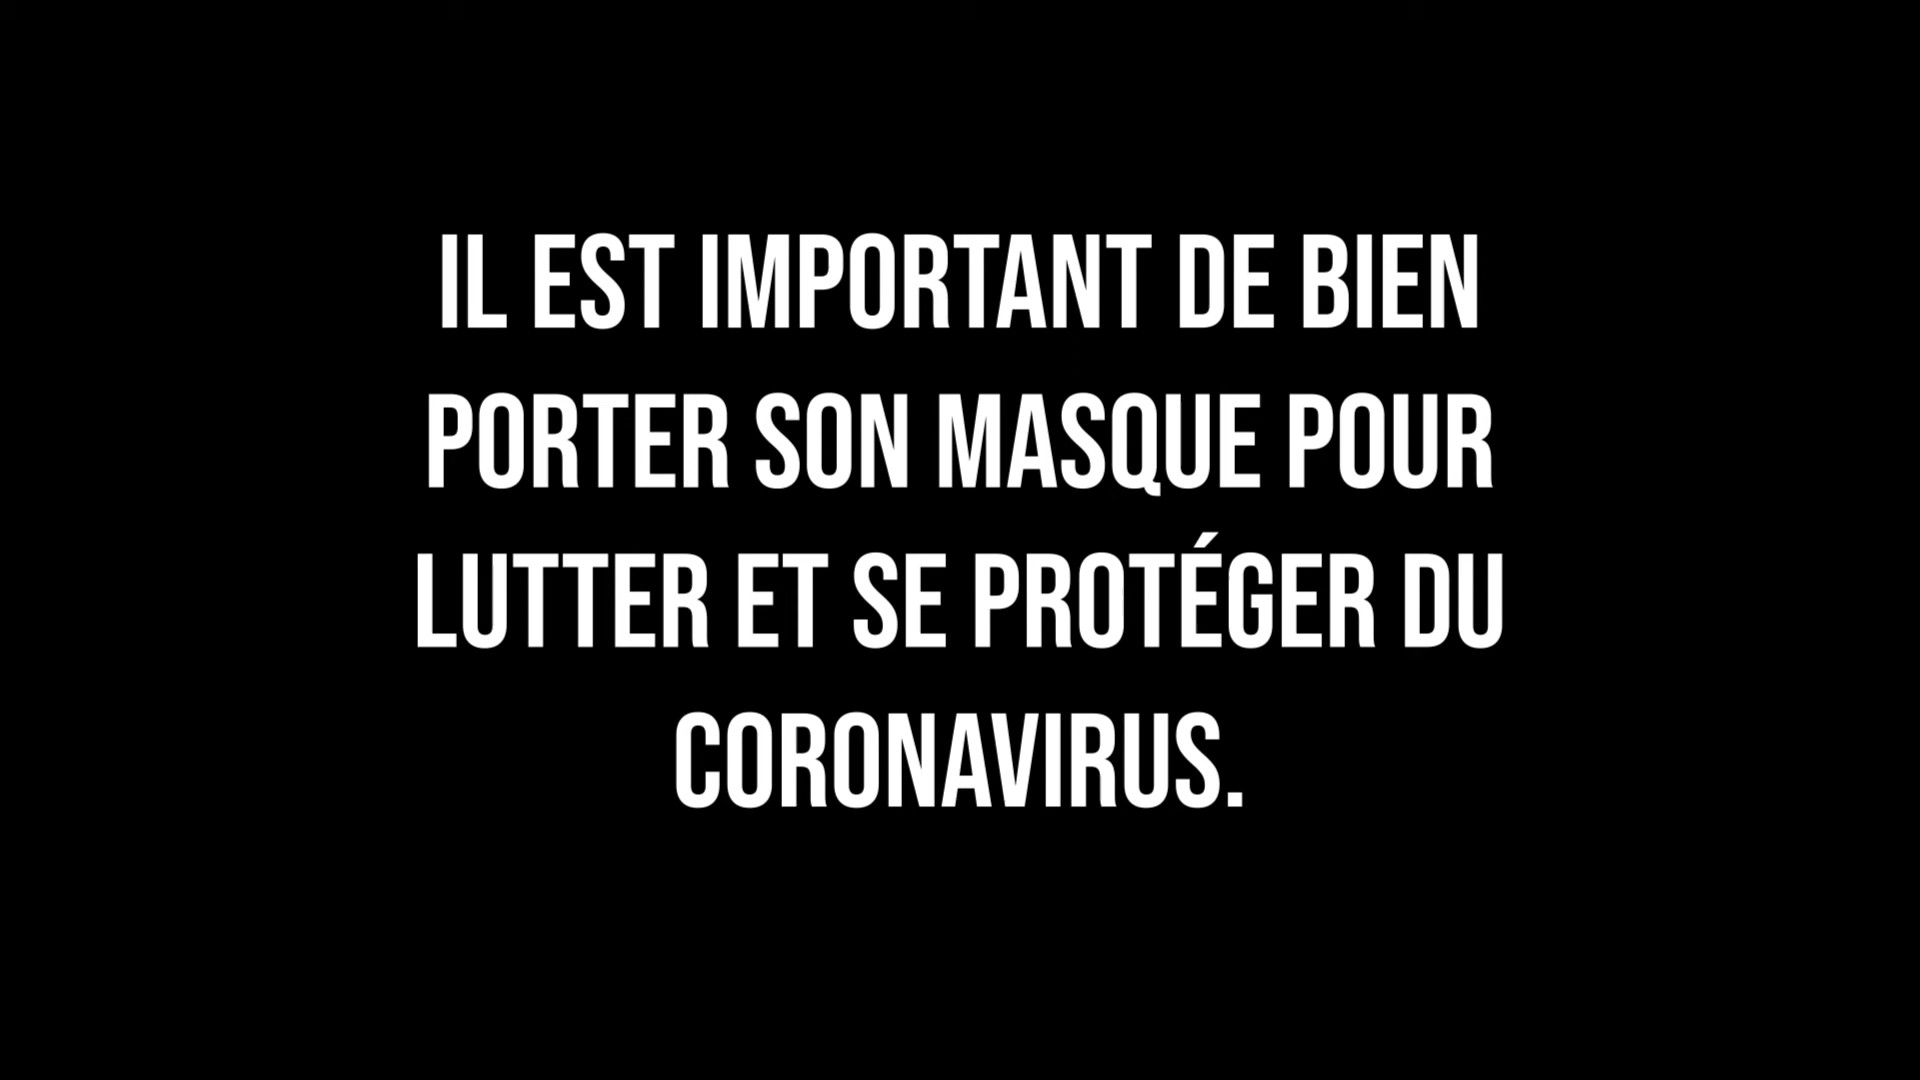 IL EST IMPORTANT DE BIEN
PORTER SON MASQUE POUR
LUTTER ET SE PROTÉGER DU
CORONAVIRUS.